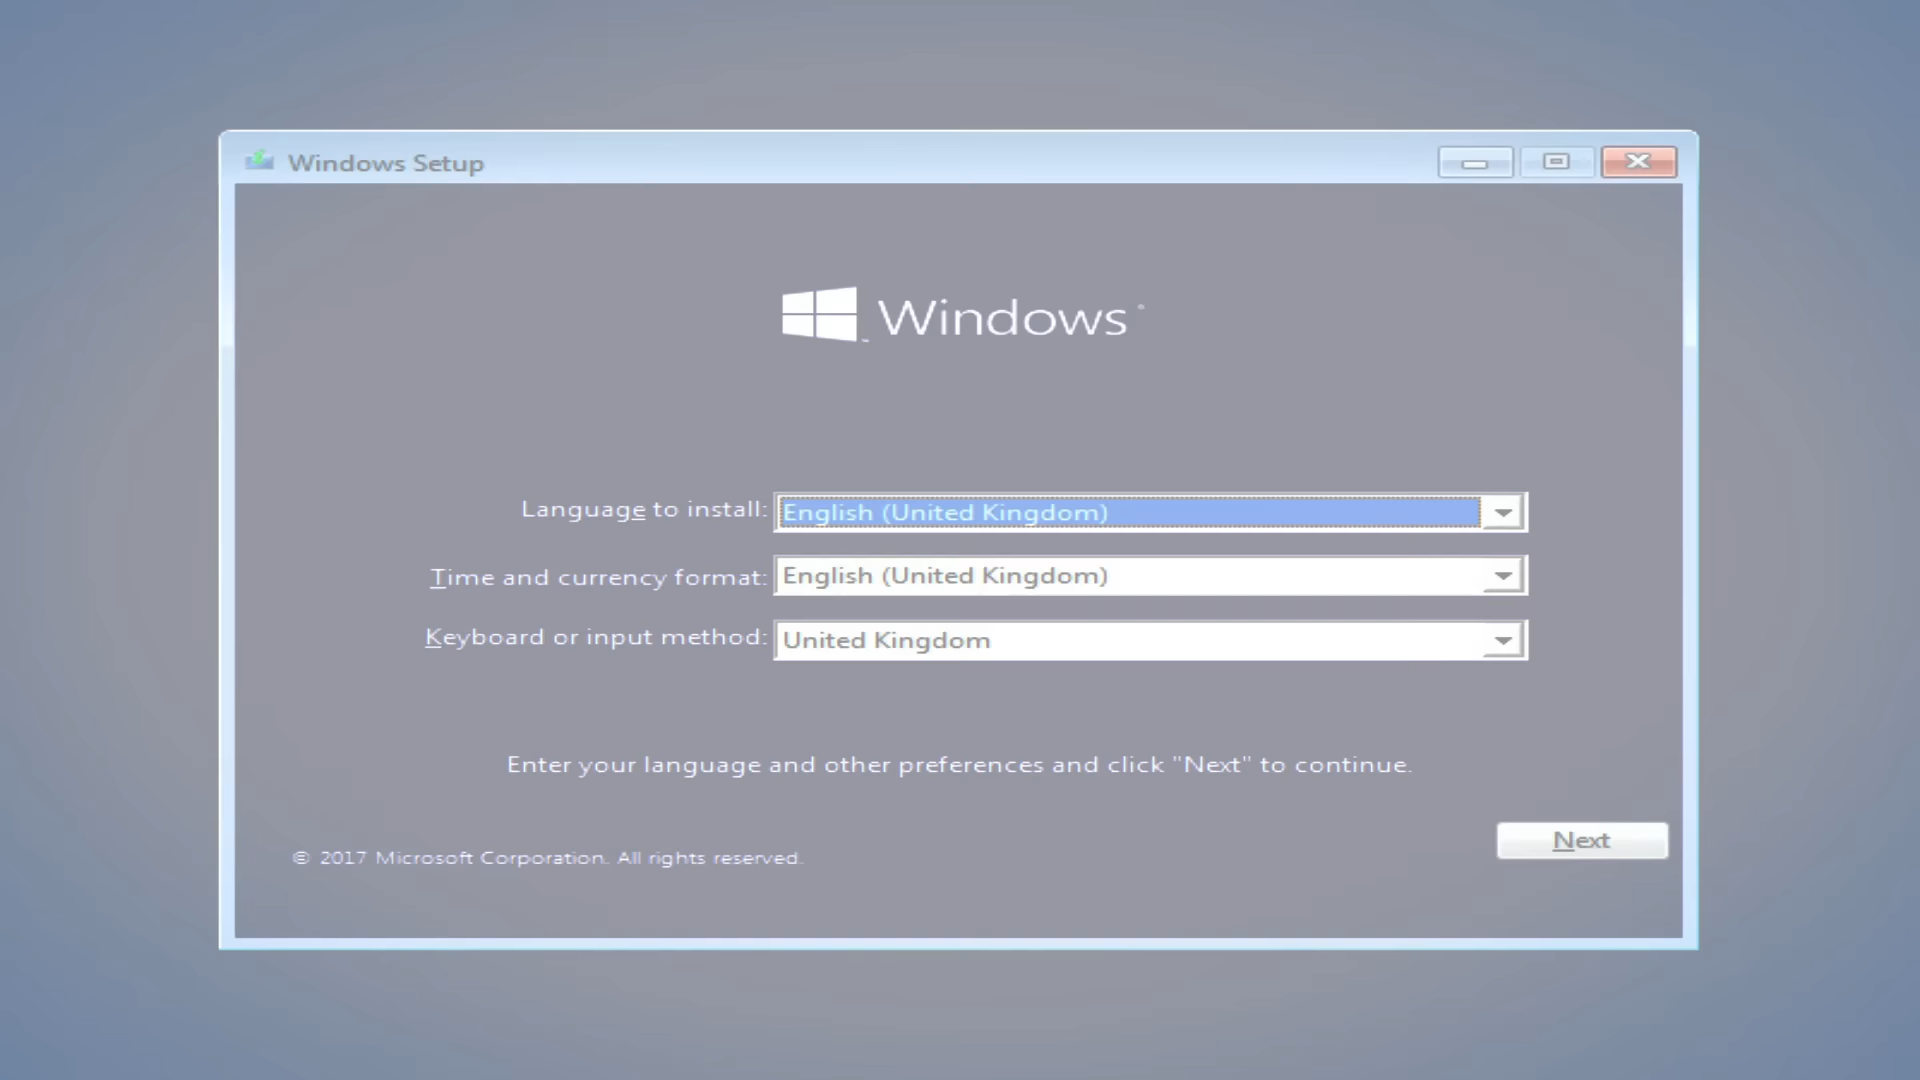 Windows Setup
Windows
Language to install: English (United Kingdom)
Time and currency format: English (United Kingdom)
Keyboard or input method: United Kingdom
Enter your language and other preferences and click "Next" to continue.
Next
© 2017 Microsoft Corporation. All rights reserved.